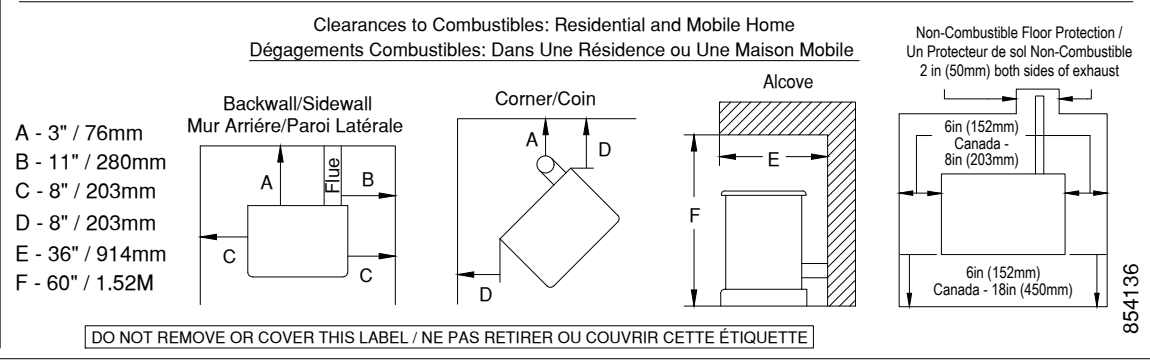 Clearances to Combustibles: Residential and Mobile Home
Dégagements Combustibles: Dans Une Résidence ou Une Maison Mobile
A - 3" / 76mm
B - 11" / 280mm
C - 8" / 203mm
D - 8" / 203mm
E - 36" / 914mm
F - 60" / 1.52M
Backwall/Sidewall
Mur Arriére/Paroi Latérale
A
Flue
B
C
C
Corner/Coin
A
D
D
Alcove
E
F
Non-Combustible Floor Protection /
Un Protecteur de sol Non-Combustible
2 in (50mm) both sides of exhaust
6in (152mm)
Canada -
8in (203mm)
6in (152mm)
Canada - 18in (450mm)
854136
DO NOT REMOVE OR COVER THIS LABEL / NE PAS RETIRER OU COUVRIR CETTE ÉTIQUETTE